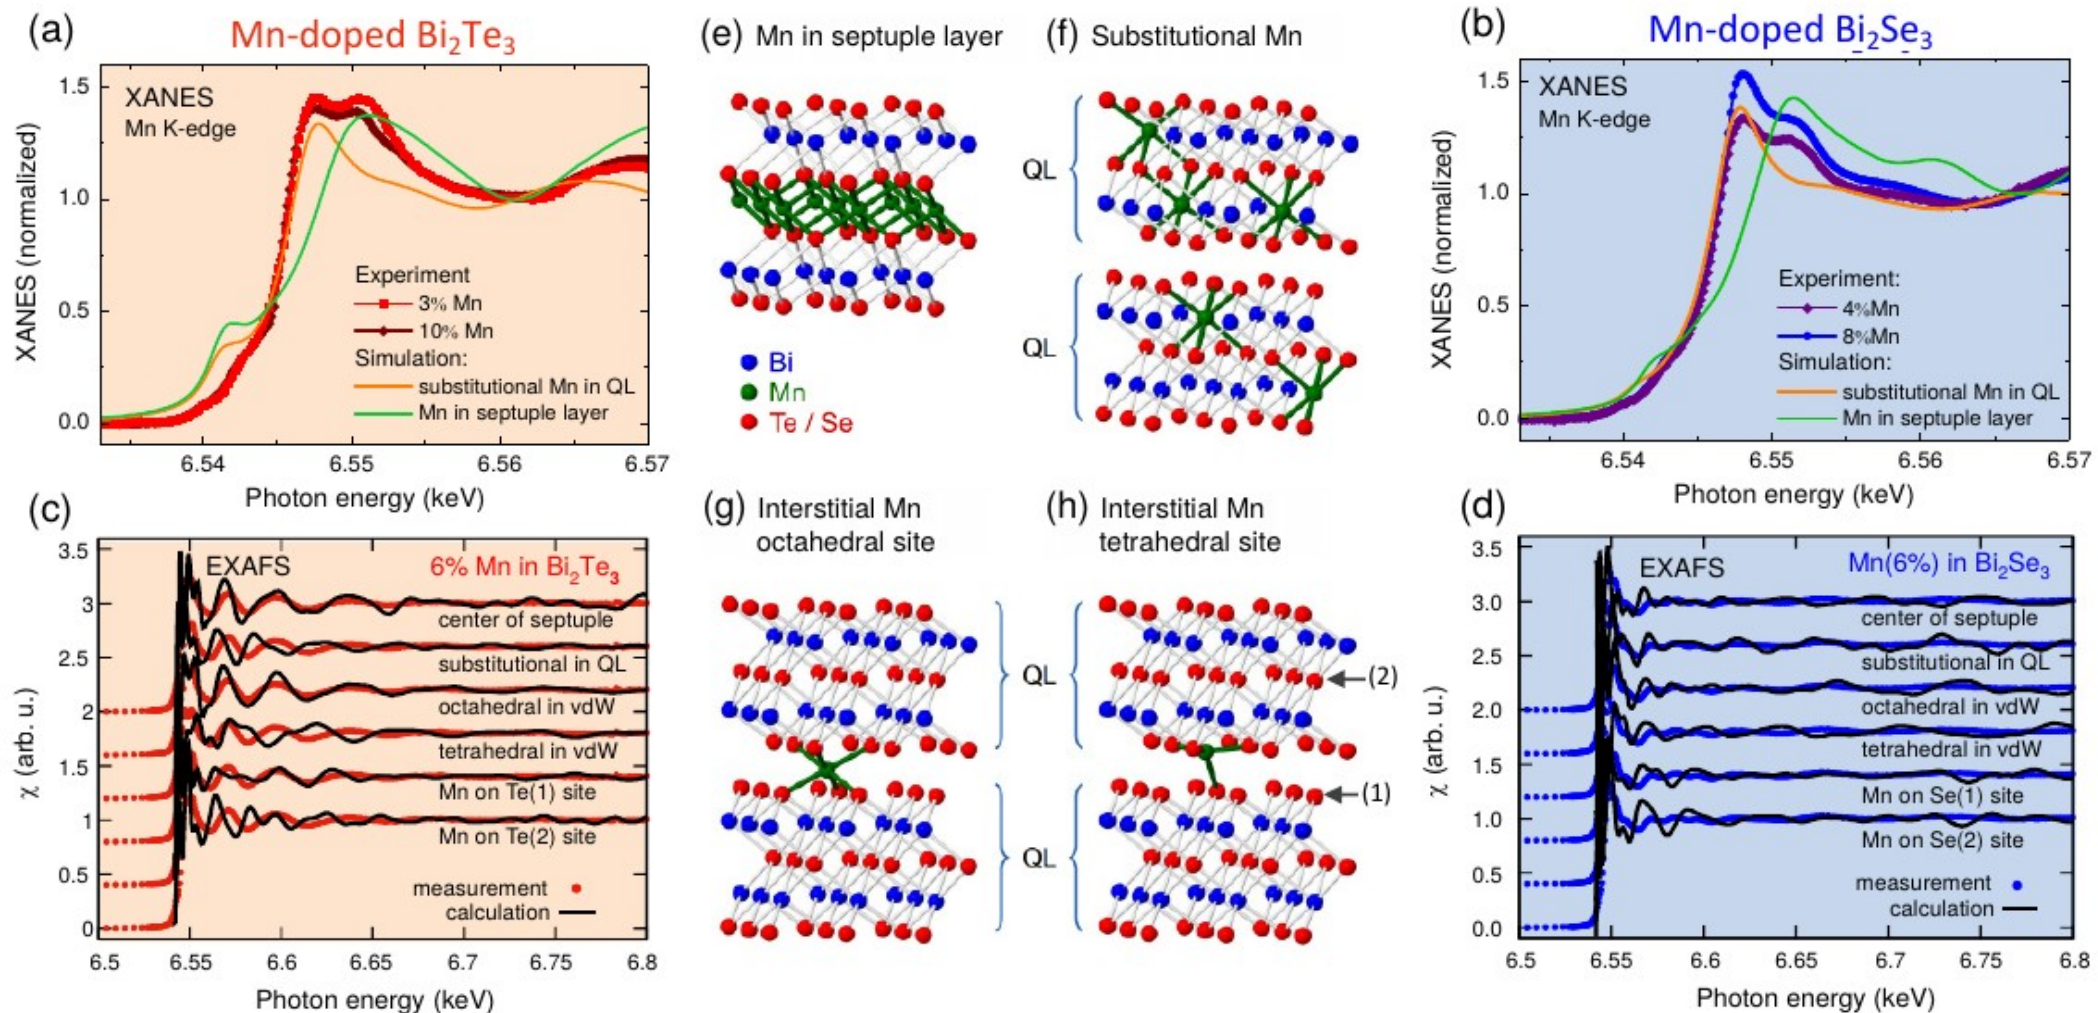 (a) Mn-doped Bi2Te3
XANES
Mn K-edge
1.5
1.0
0.5
0.0
XANES (normalized)
Experiment
3% Mn
10% Mn
Simulation:
substitutional Mn in QL
Mn in septuple layer
6.54 6.55 6.56 6.57
Photon energy (keV)
(e) Mn in septuple layer
Bi
Mn
Te / Se
(f) Substitutional Mn
QL
QL
(b) Mn-doped Bi2Se3
XANES
Mn K-edge
1.5
1.0
0.5
0.0
XANES (normalized)
Experiment:
4%Mn
8%Mn
Simulation:
substitutional Mn in QL
Mn in septuple layer
6.54 6.55 6.56 6.57
Photon energy (keV)
(c)
EXAFS 6% Mn in Bi2Te3
3.5
3
2.5
2
1.5
1
0.5
0
χ (arb. u.)
center of septuple
substitutional in QL
octahedral in vdW
tetrahedral in vdW
Mn on Te(1) site
Mn on Te(2) site
measurement
calculation
6.5 6.55 6.6 6.65 6.7 6.75 6.8
Photon energy (keV)
(g) Interstitial Mn
octahedral site
(h) Interstitial Mn
tetrahedral site
QL
(2)
(1)
QL
(d)
EXAFS Mn(6%) in Bi2Se3
3.5
3.0
2.5
2.0
1.5
1.0
0.5
0.0
χ (arb. u.)
center of septuple
substitutional in QL
octahedral in vdW
tetrahedral in vdW
Mn on Se(1) site
Mn on Se(2) site
measurement
calculation
6.5 6.55 6.6 6.65 6.7 6.75 6.8
Photon energy (keV)